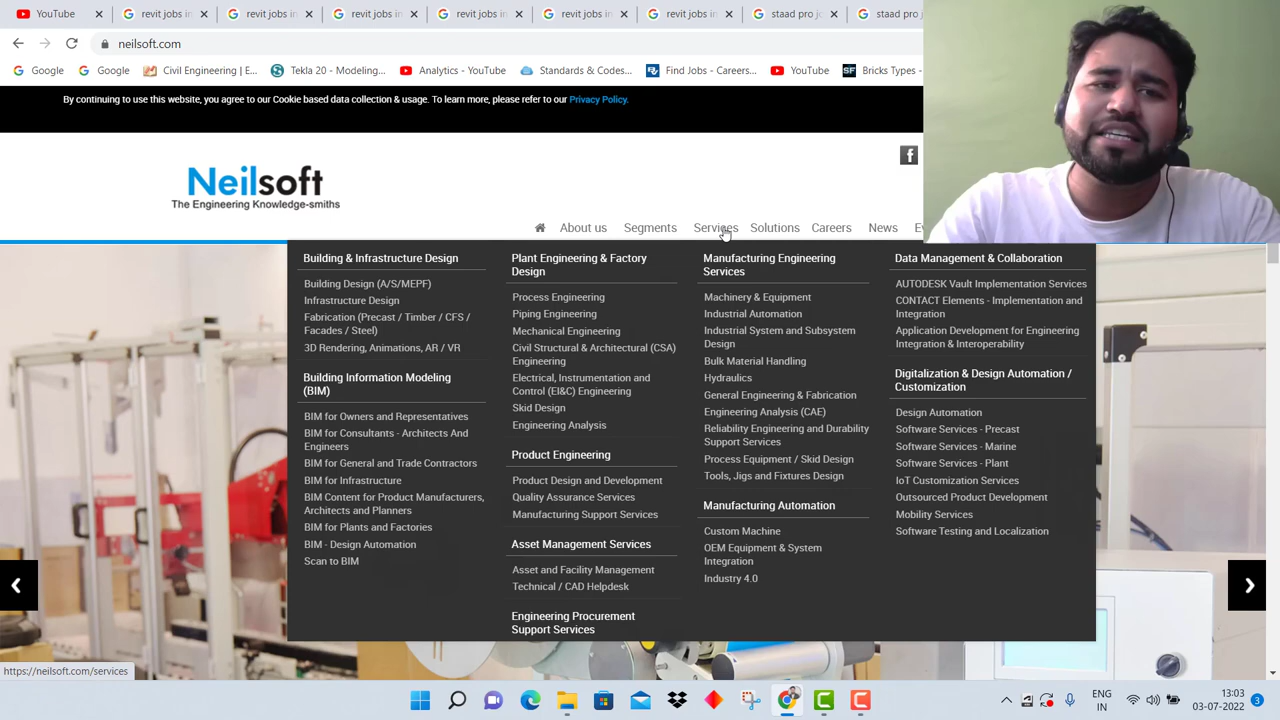 YouTube
Google
revit in
Google
revit in
Google
revit in
Google
revit in
Google
revit in
staad pro j
staad pro j
neilsoft.com
Google
Google
Civil Engineering | E...
Tekla 20 - Modeling...
Analytics - YouTube
Standards & Codes...
Find Jobs - Careers...
YouTube
Bricks Types -
By continuing to use this website, you agree to our Cookie based data collection & usage. To learn more, please refer to our Privacy Policy.
Neilsoft
The Engineering Knowledge-smiths
About us
Segments
Services
Solutions
Careers
News
Building & Infrastructure Design
Building Design (A/S/MEPF)
Infrastructure Design
Fabrication (Precast / Timber / CFS /
Facades / Steel)
3D Rendering, Animations, AR / VR
Building Information Modeling
(BIM)
BIM for Owners and Representatives
BIM for Consultants - Architects And
Engineers
BIM for General and Trade Contractors
BIM for Infrastructure
BIM Content for Product Manufacturers,
Architects and Planners
BIM for Plants and Factories
BIM - Design Automation
Scan to BIM
Plant Engineering & Factory
Design
Process Engineering
Piping Engineering
Mechanical Engineering
Civil Structural & Architectural (CSA)
Engineering
Electrical, Instrumentation and
Control (EI&C) Engineering
Skid Design
Engineering Analysis
Product Engineering
Product Design and Development
Quality Assurance Services
Manufacturing Support Services
Asset Management Services
Asset and Facility Management
Technical / CAD Helpdesk
Engineering Procurement
Support Services
Manufacturing Engineering
Services
Machinery & Equipment
Industrial Automation
Industrial System and Subsystem
Design
Bulk Material Handling
Hydraulics
General Engineering & Fabrication
Engineering Analysis (CAE)
Reliability Engineering and Durability
Support Services
Process Equipment / Skid Design
Tools, Jigs and Fixtures Design
Manufacturing Automation
Custom Machine
OEM Equipment & System
Integration
Industry 4.0
Data Management & Collaboration
AUTODESK Vault Implementation Services
CONTACT Elements - Implementation and
Integration
Application Development for Engineering
Integration & Interoperability
Digitalization & Design Automation /
Customization
Design Automation
Software Services - Precast
Software Services - Marine
Software Services - Plant
IoT Customization Services
Outsourced Product Development
Mobility Services
Software Testing and Localization
https://neilsoft.com/services
ENG
IN
13:03
03-07-2022
3